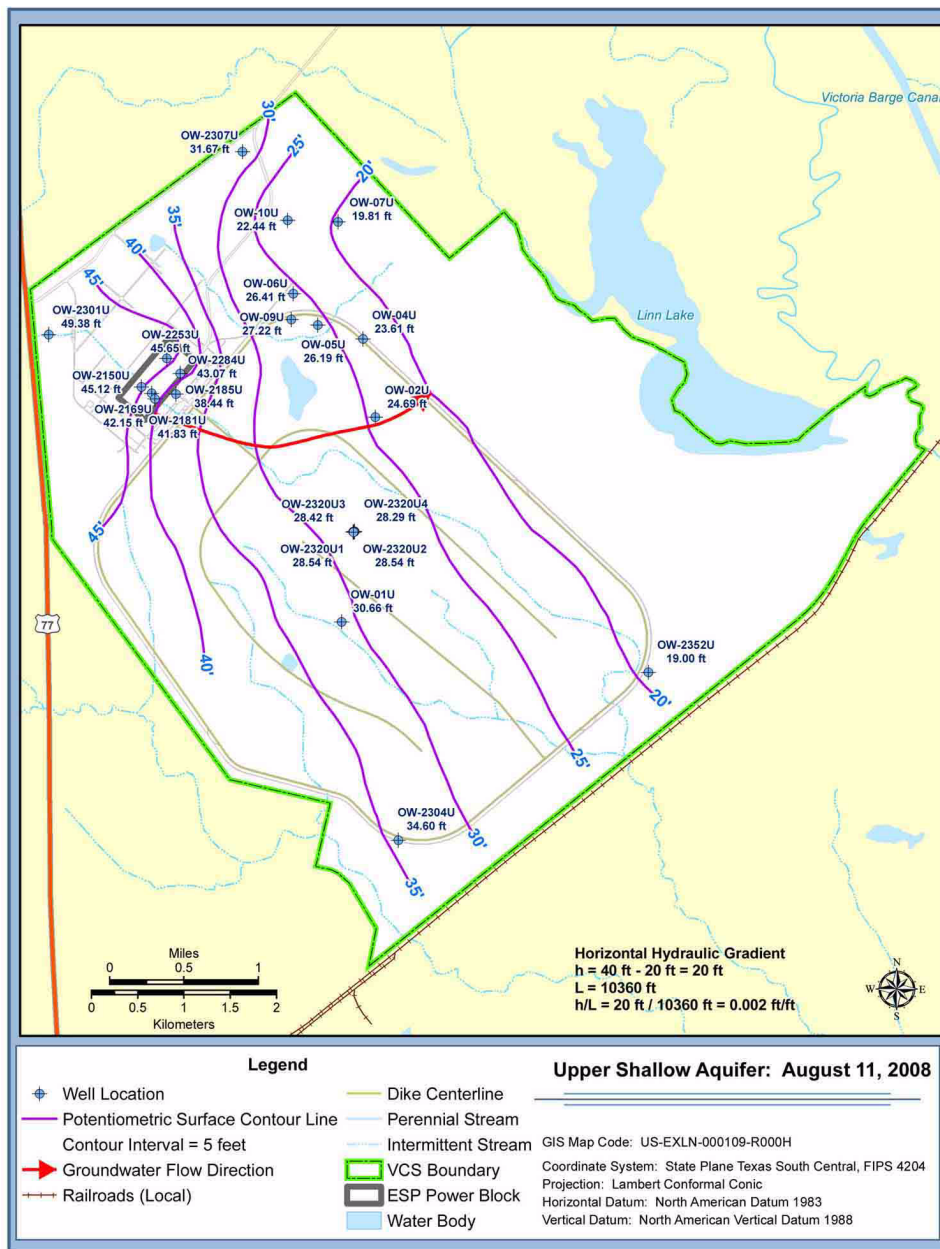 Victoria Barge Canal
30'
OW-2307U
31.67 ft
25'
20'
OW-07U
19.81 ft
OW-10U
22.44 ft
35'
40'
45'
OW-06U
26.41 ft
OW-2301U
49.38 ft
OW-09U
27.22 ft
OW-04U
23.61 ft
Linn Lake
OW-05U
26.19 ft
OW-2253U
45.65 ft
OW-2284U
43.07 ft
OW-2150U
45.12 ft
OW-2185U
38.44 ft
OW-02U
24.69 ft
OW-2169U
42.15 ft
OW-2181U
41.83 ft
OW-2320U3
28.42 ft
OW-2320U4
28.29 ft
45'
OW-2320U1
28.54 ft
OW-2320U2
28.54 ft
OW-01U
30.66 ft
77
40'
OW-2352U
19.00 ft
20'
25'
OW-2304U
34.60 ft
30'
35'
Miles
0 0.5 1
0 0.5 1 1.5 2
Kilometers
Horizontal Hydraulic Gradient
h = 40 ft - 20 ft = 20 ft
L = 10360 ft
h/L = 20 ft / 10360 ft = 0.002 ft/ft
N
W E
S
Legend
Well Location
Potentiometric Surface Contour Line
Contour Interval = 5 feet
Groundwater Flow Direction
Railroads (Local)
Dike Centerline
Perennial Stream
Intermittent Stream
VCS Boundary
ESP Power Block
Water Body
Upper Shallow Aquifer: August 11, 2008
GIS Map Code: US-EXLN-000109-R000H
Coordinate System: State Plane Texas South Central, FIPS 4204
Projection: Lambert Conformal Conic
Horizontal Datum: North American Datum 1983
Vertical Datum: North American Vertical Datum 1988